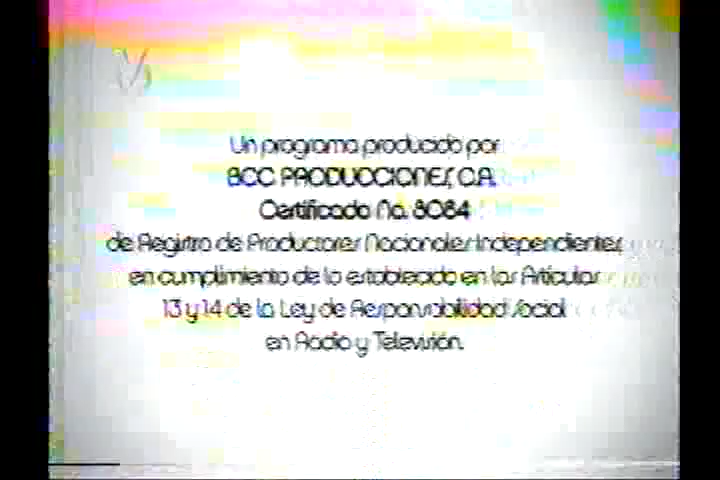 Un programa producido por
BCC PRODUCCIONES, C.A.
Certificado No. 8084
de Registro de Productores Nacionales Independientes,
en cumplimiento de lo establecido en los Artículos
13 y 14 de la Ley de Responsabilidad Social
en Radio y Televisión.